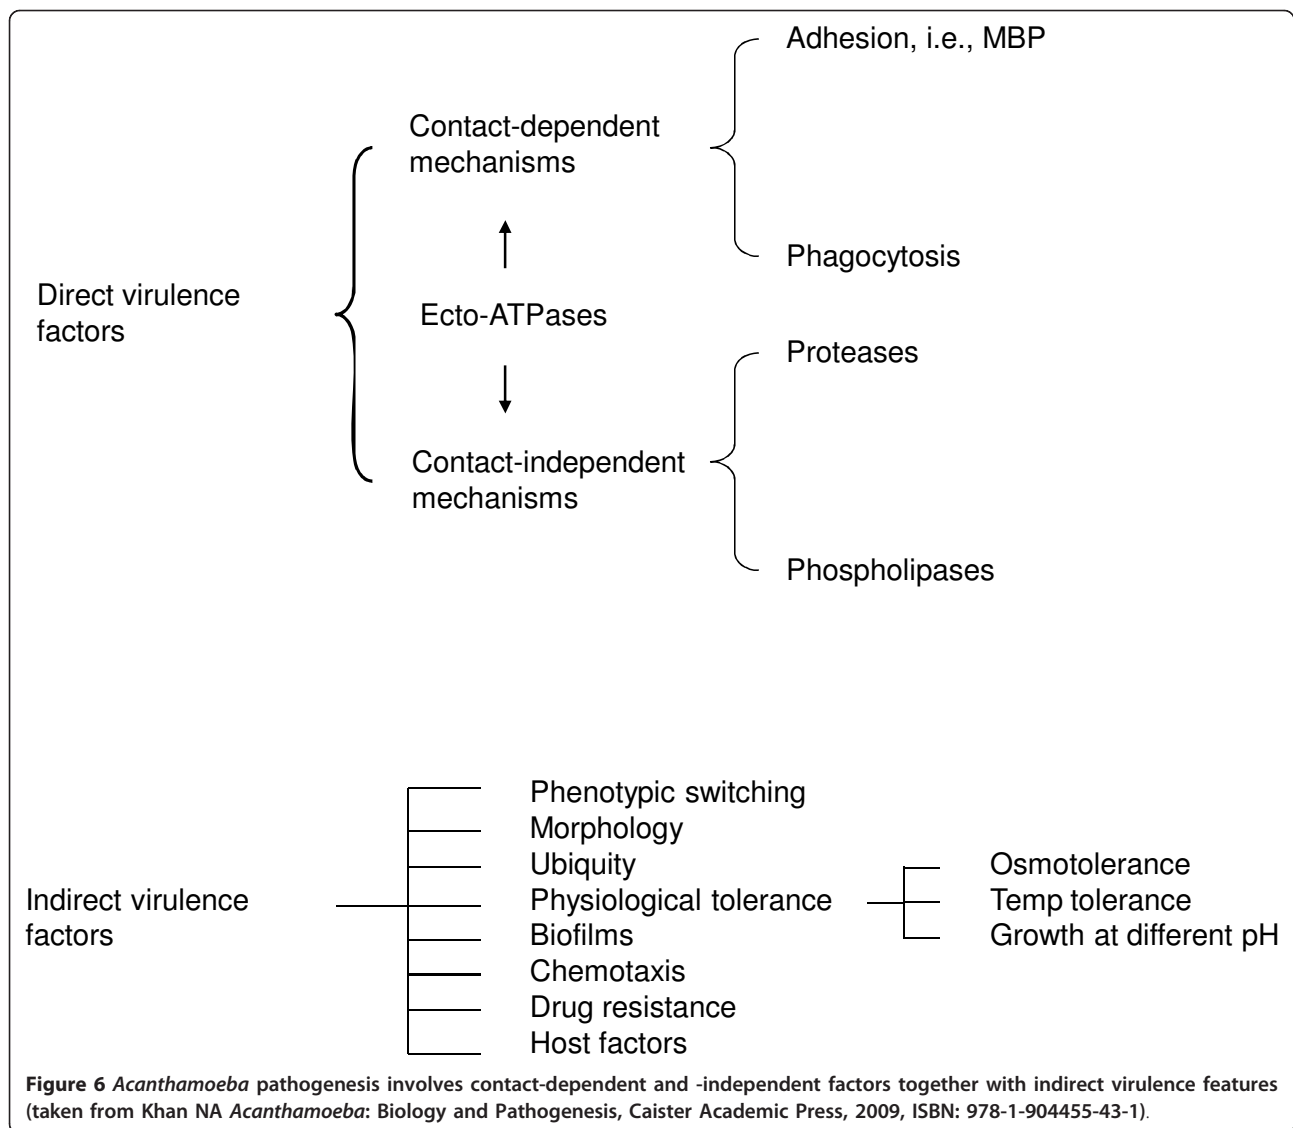 Adhesion, i.e., MBP
Contact-dependent
mechanisms
Phagocytosis
Direct virulence
factors
Ecto-ATPases
Proteases
Contact-independent
mechanisms
Phospholipases
Indirect virulence
factors
Phenotypic switching
Morphology
Ubiquity
Physiological tolerance
Biofilms
Chemotaxis
Drug resistance
Host factors
Osmotolerance
Temp tolerance
Growth at different pH
Figure 6 Acanthamoeba pathogenesis involves contact-dependent and -independent factors together with indirect virulence features
(taken from Khan NA Acanthamoeba: Biology and Pathogenesis, Caister Academic Press, 2009, ISBN: 978-1-904455-43-1).